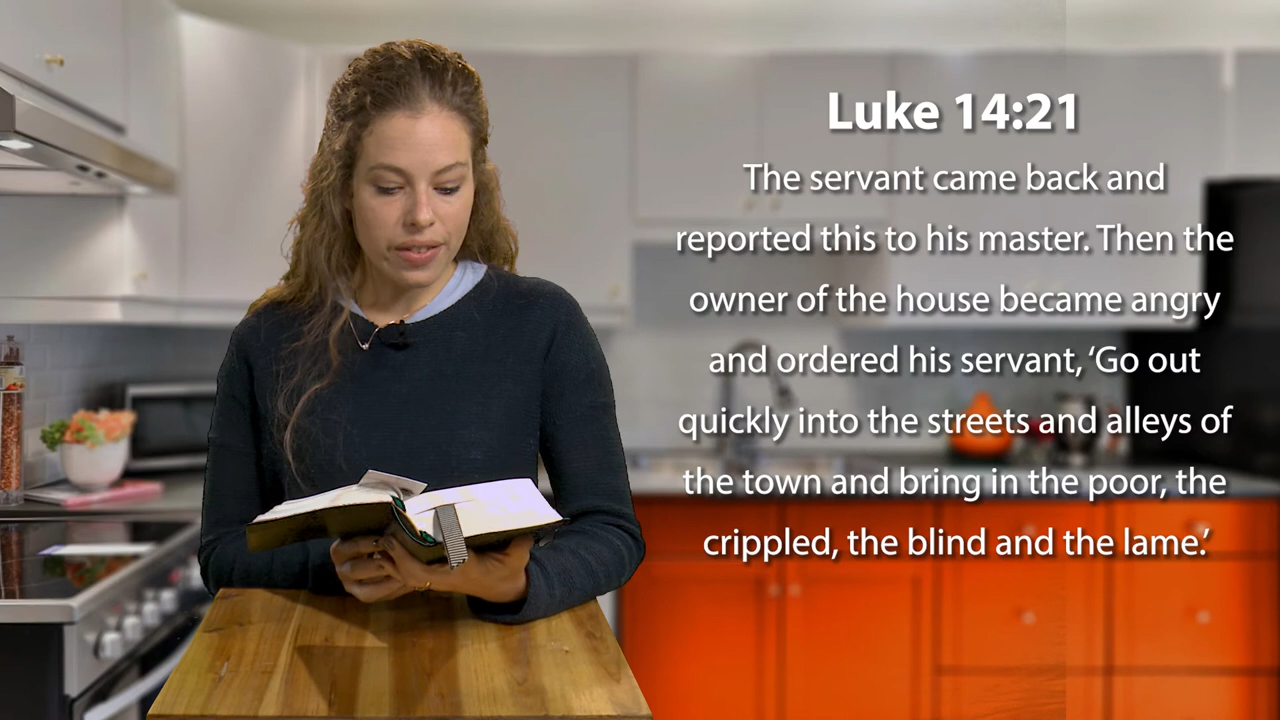 Luke 14:21
The servant came back and
reported this to his master. Then the
owner of the house became angry
and ordered his servant, ‘Go out
quickly into the streets and alleys of
the town and bring in the poor, the
crippled, the blind and the lame.’